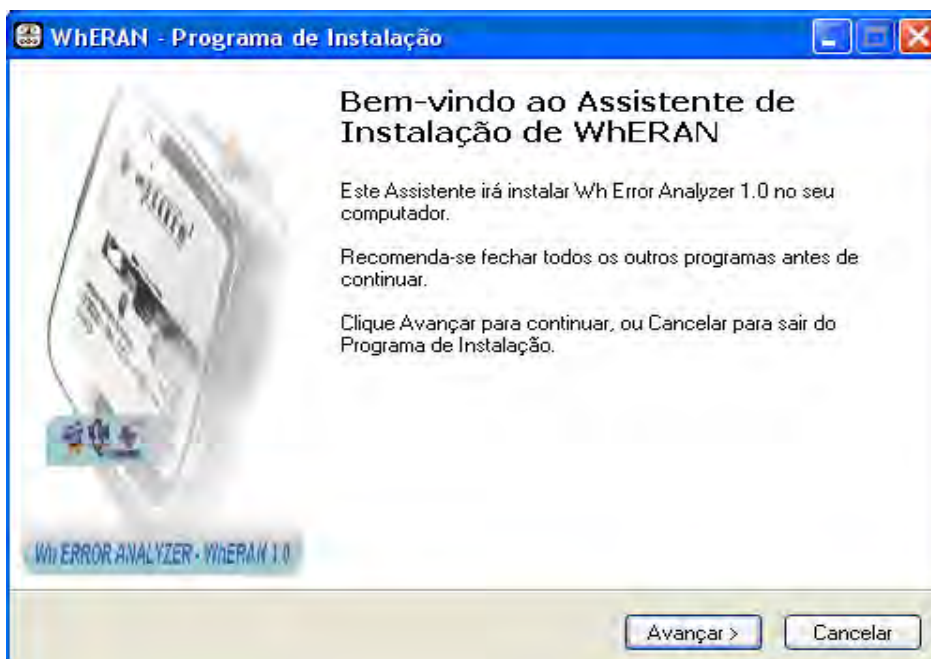 WhERAN - Programa de Instalação
Bem-vindo ao Assistente de
Instalação de WhERAN
Este Assistente irá instalar Wh Error Analyzer 1.0 no seu
computador.
Recomenda-se fechar todos os outros programas antes de
continuar.
Clique Avançar para continuar, ou Cancelar para sair do
Programa de Instalação.
Wh ERROR ANALYZER - WhERAN 1.0
Avançar >
Cancelar